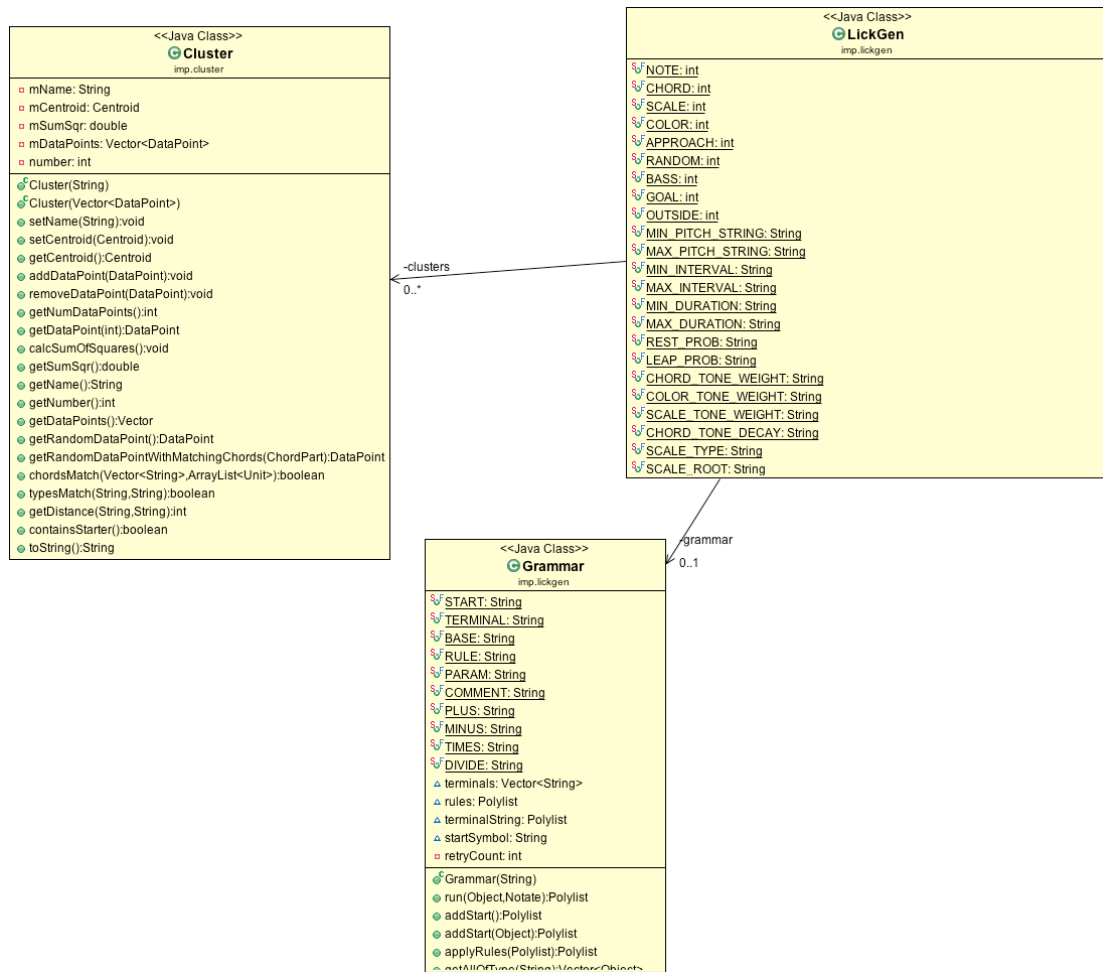 <<Java Class>>
Cluster
imp.cluster
mName: String
mCentroid: Centroid
mSumSqr: double
mDataPoints: Vector<DataPoint>
number: int
Cluster(String)
Cluster(Vector<DataPoint>)
setName(String):void
setCentroid(Centroid):void
getCentroid():Centroid
addDataPoint(DataPoint):void
removeDataPoint(DataPoint):void
getNumDataPoints():int
getDataPoint(int):DataPoint
calcSumOfSquares():void
getSumSqr():double
getName():String
getNumber():int
getDataPoints():Vector
getRandomDataPoint():DataPoint
getRandomDataPointWithMatchingChords(ChordPart):DataPoint
chordsMatch(Vector<String>,ArrayList<Unit>):boolean
typesMatch(String,String):boolean
getDistance(String,String):int
containsStarter():boolean
toString():String
-clusters
0..*
<<Java Class>>
LickGen
imp.lickgen
NOTE: int
CHORD: int
SCALE: int
COLOR: int
APPROACH: int
RANDOM: int
BASS: int
GOAL: int
OUTSIDE: int
MIN_PITCH_STRING: String
MAX_PITCH_STRING: String
MIN_INTERVAL: String
MAX_INTERVAL: String
MIN_DURATION: String
MAX_DURATION: String
REST_PROB: String
LEAP_PROB: String
CHORD_TONE_WEIGHT: String
COLOR_TONE_WEIGHT: String
SCALE_TONE_WEIGHT: String
CHORD_TONE_DECAY: String
SCALE_TYPE: String
SCALE_ROOT: String
-grammar
0..1
<<Java Class>>
Grammar
imp.lickgen
START: String
TERMINAL: String
BASE: String
RULE: String
PARAM: String
COMMENT: String
PLUS: String
MINUS: String
TIMES: String
DIVIDE: String
terminals: Vector<String>
rules: Polylist
terminalString: Polylist
startSymbol: String
retryCount: int
Grammar(String)
run(Object,Notate):Polylist
addStart():Polylist
addStart(Object):Polylist
applyRules(Polylist):Polylist
getAllOfType(String):Vector<Object>